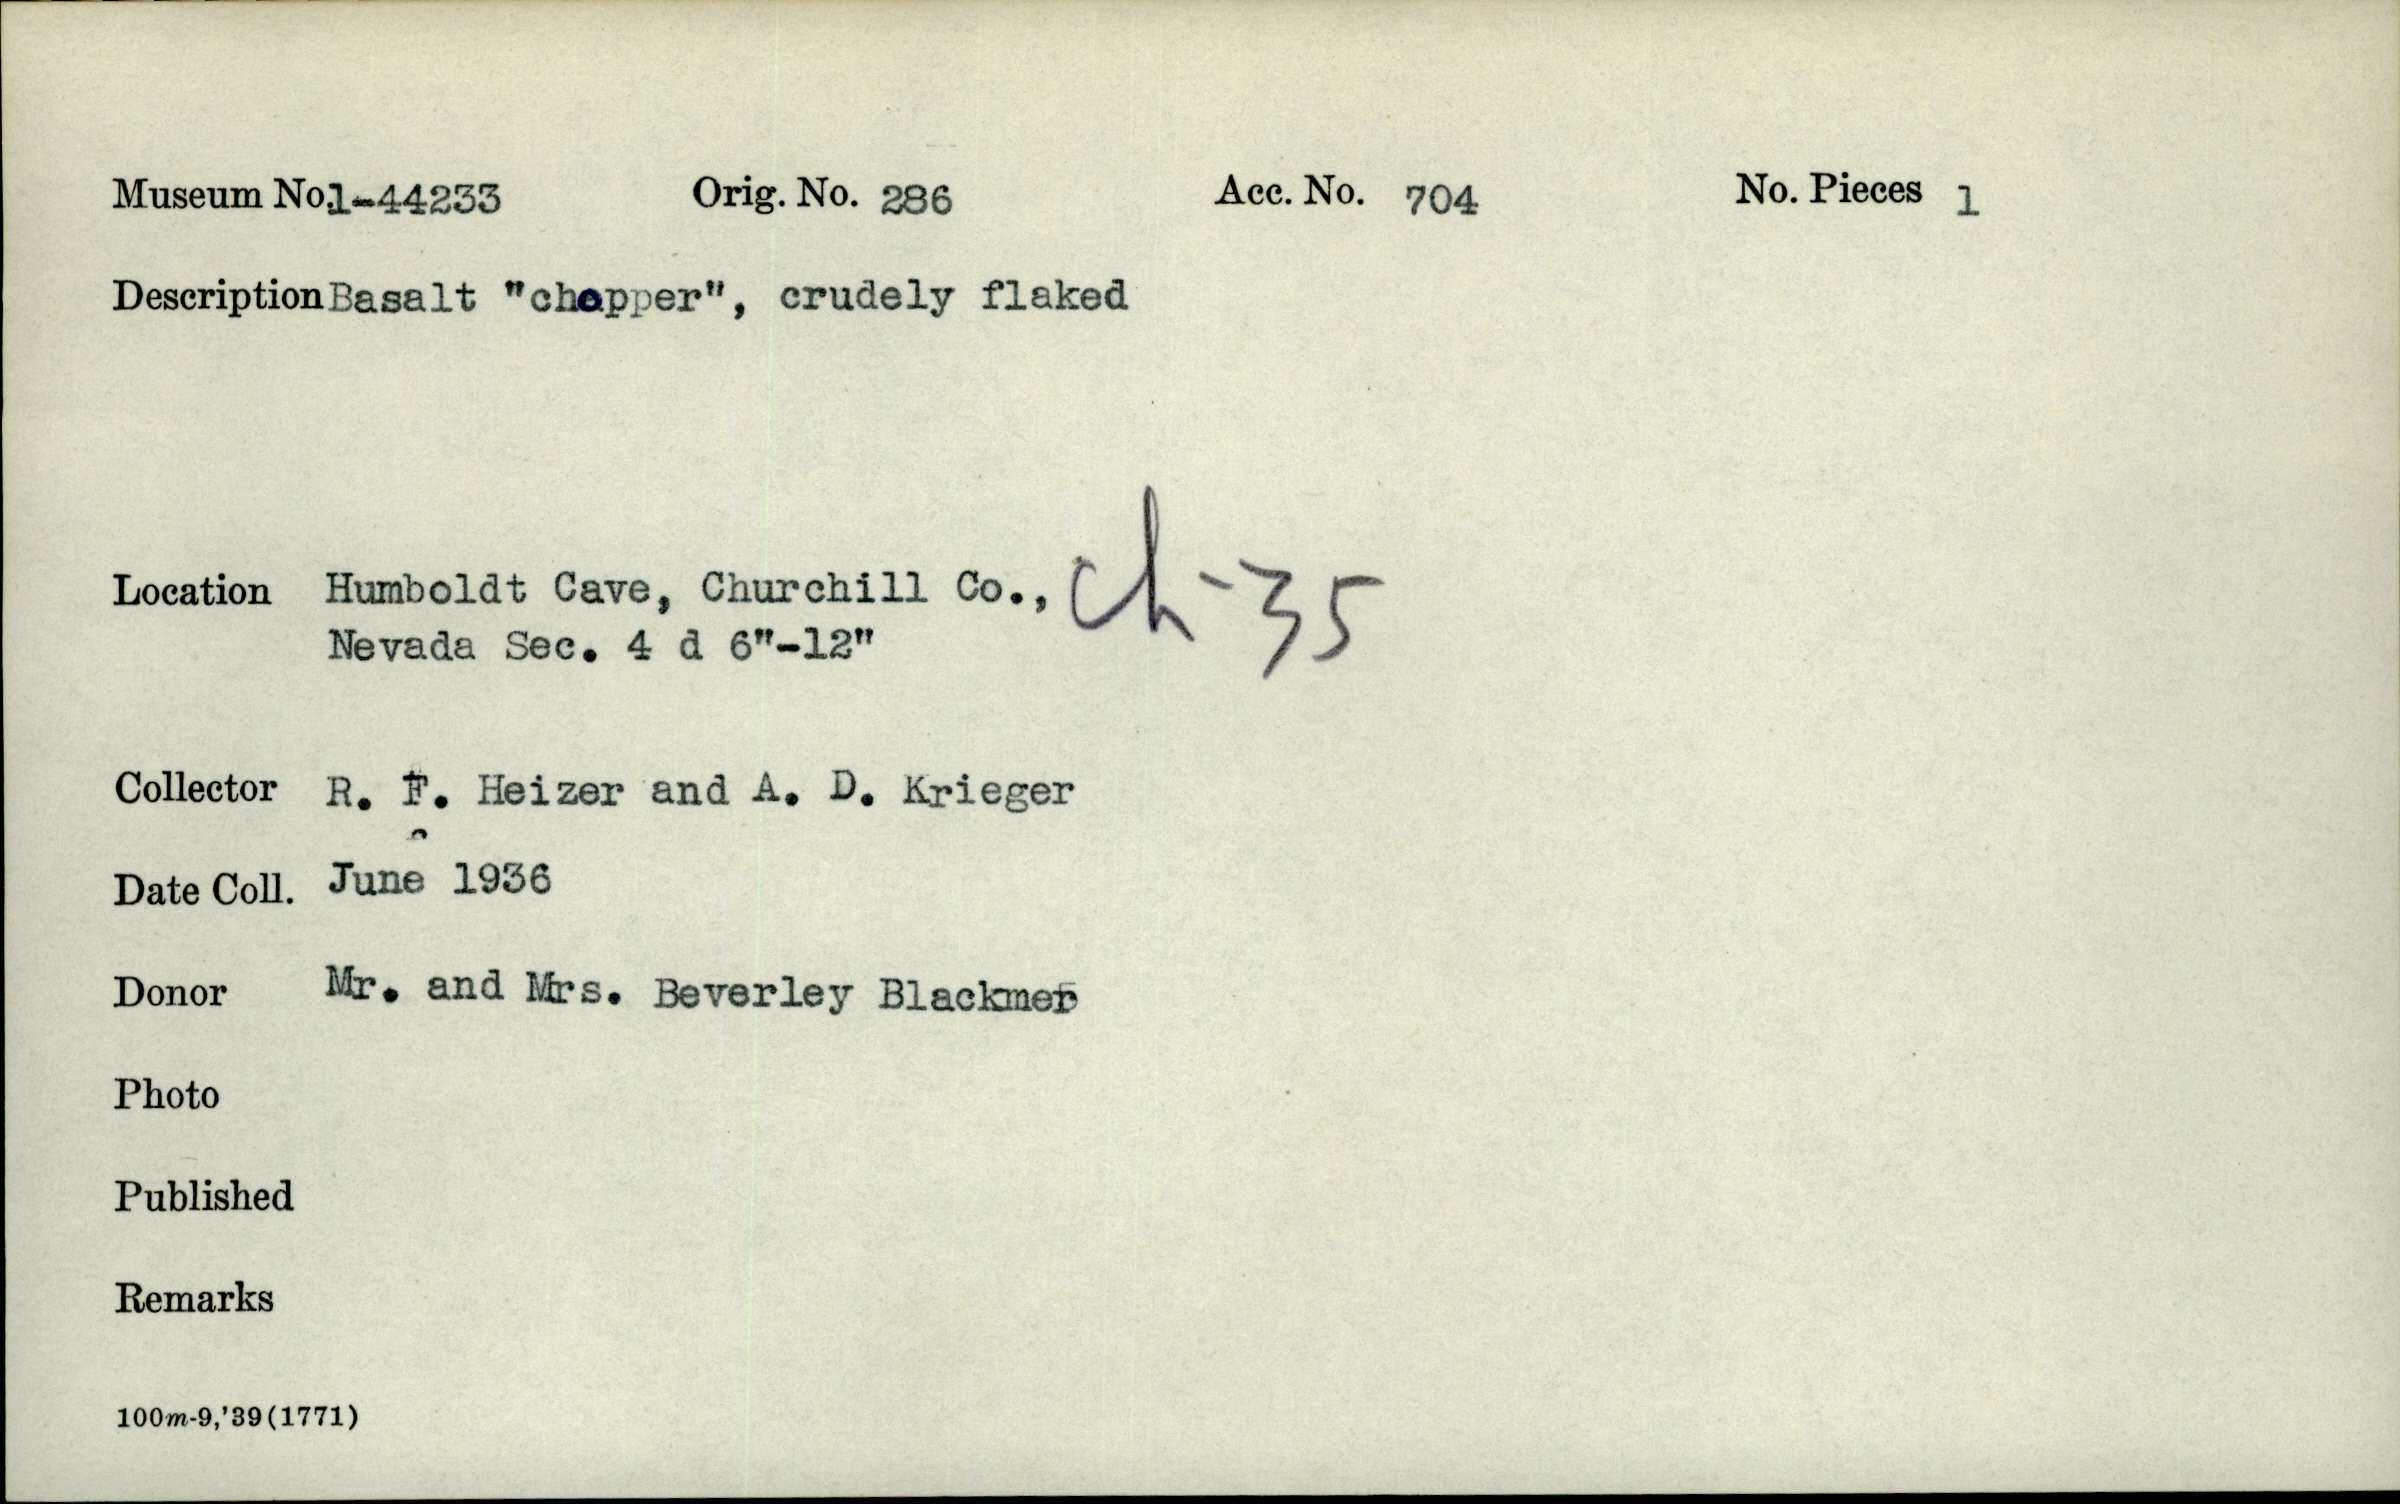 Museum No.1-44233 Orig. No. 286 Acc. No. 704 No. Pieces 1
Description Basalt "chopper", crudely flaked
Location Humboldt Cave, Churchill Co., Ch-35
Nevada Sec. 4 d 6"-12"
Collector R. F. Heizer and A. D. Krieger
Date Coll. June 1936
Donor Mr. and Mrs. Beverley Blackmer
Photo
Published
Remarks
100m-9,'39(1771)